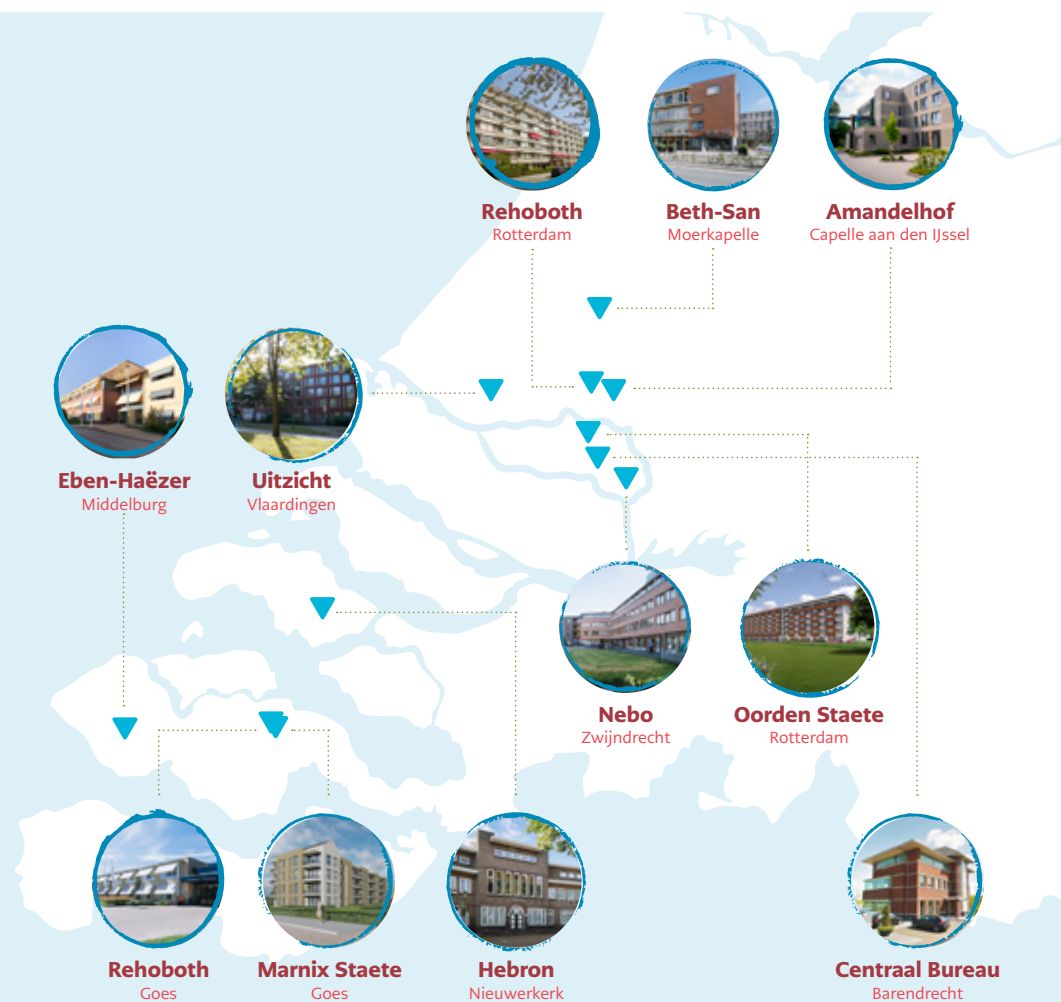 Rehoboth
Rotterdam
Beth-San
Moerkapelle
Amandelhof
Capelle aan den IJssel
Eben-Haëzer
Middelburg
Uitzicht
Vlaardingen
Nebo
Zwijndrecht
Oorden Staete
Rotterdam
Rehoboth
Goes
Marnix Staete
Goes
Hebron
Nieuwerkerk
Centraal Bureau
Barendrecht